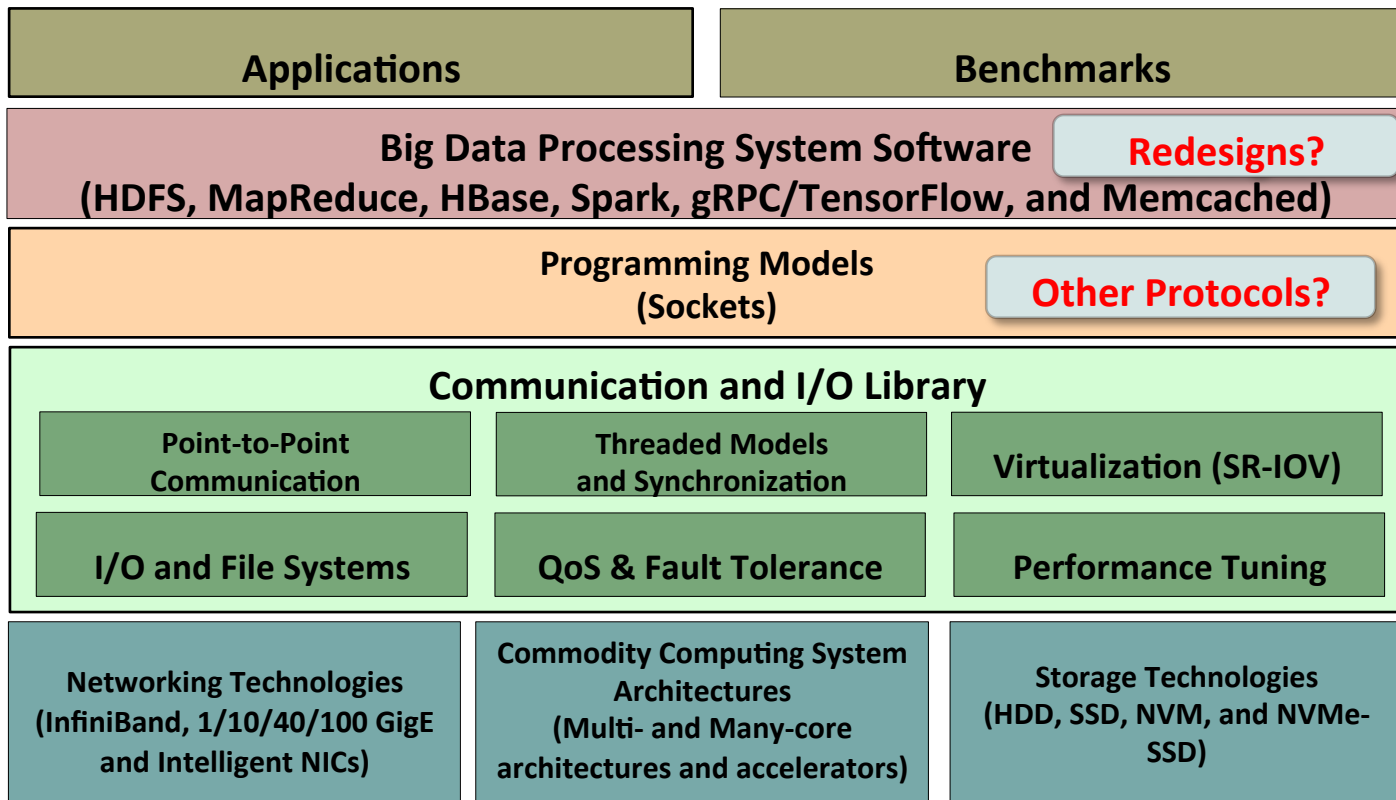 Applications
Benchmarks
Big Data Processing System Software
Redesigns?
(HDFS, MapReduce, HBase, Spark, gRPC/TensorFlow, and Memcached)
Programming Models
(Sockets)
Other Protocols?
Communication and I/O Library
Point-to-Point
Communication
Threaded Models
and Synchronization
Virtualization (SR-IOV)
I/O and File Systems
QoS & Fault Tolerance
Performance Tuning
Networking Technologies
(InfiniBand, 1/10/40/100 GigE
and Intelligent NICs)
Commodity Computing System
Architectures
(Multi- and Many-core
architectures and accelerators)
Storage Technologies
(HDD, SSD, NVM, and NVMe-
SSD)